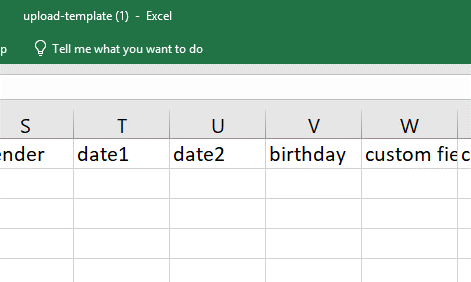 upload-template (1) - Excel
p Tell me what you want to do
S T U V W
ender date1 date2 birthday custom fie c